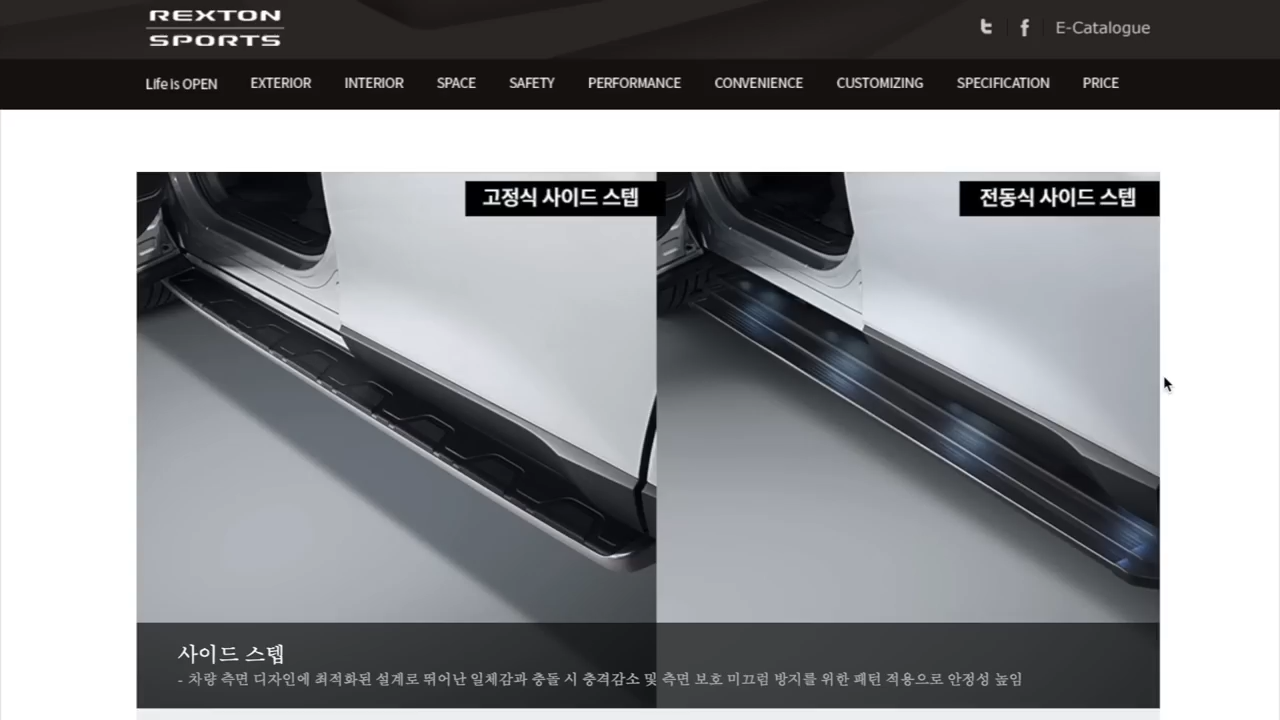 REXTON
SPORTS
E-Catalogue
Life is OPEN EXTERIOR INTERIOR SPACE SAFETY PERFORMANCE CONVENIENCE CUSTOMIZING SPECIFICATION PRICE
고정식 사이드 스텝
전동식 사이드 스텝
사이드 스텝
- 차량 측면 디자인에 최적화된 설계로 뛰어난 일체감과 충돌 시 충격감소 및 측면 보호 미끄럼 방지를 위한 패턴 적용으로 안정성 높임